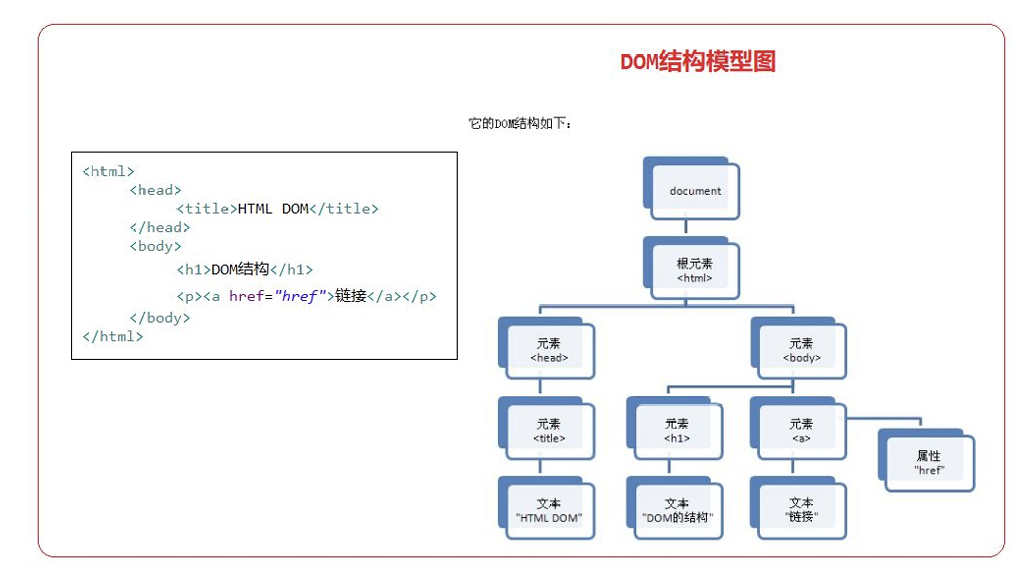 DOM结构模型图
它的DOM结构如下:
<html>
<head>
<title>HTML DOM</title>
</head>
<body>
<h1>DOM结构</h1>
<p><a href="href">链接</a></p>
</body>
</html>
document
根元素
<html>
元素
<head>
元素
<body>
元素
<title>
元素
<h1>
元素
<a>
属性
"href"
文本
"HTML DOM"
文本
"DOM的结构"
文本
"链接"